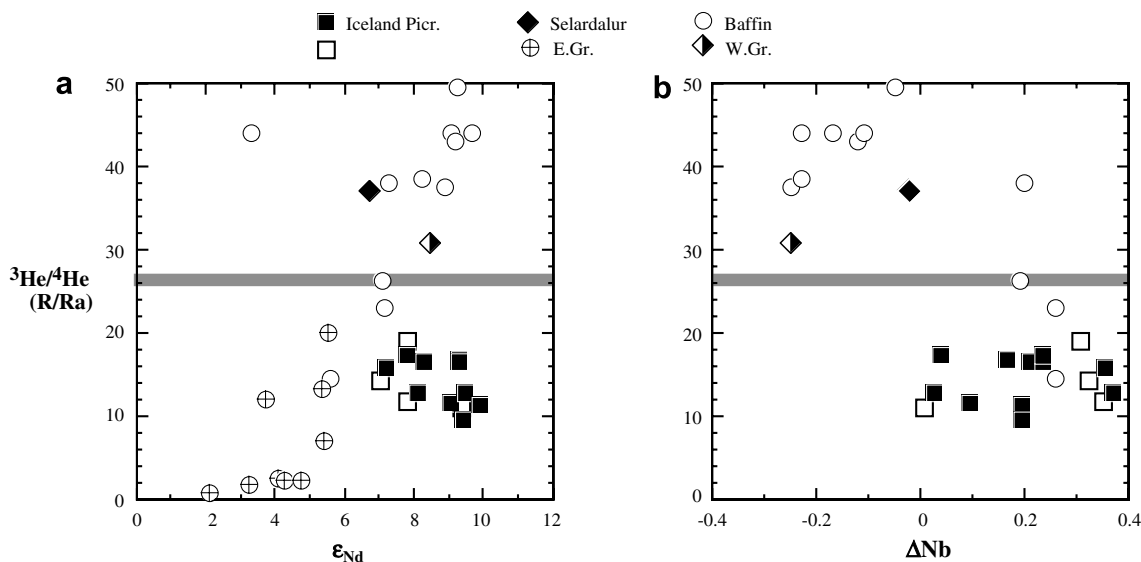 Iceland Picr.
Selardalur
Baffin
E.Gr.
W.Gr.
a
50
40
30
20
10
0
³He/⁴He
(R/Ra)
0 2 4 6 8 10 12
εNd
b
50
40
30
20
10
0
-0.4 -0.2 0 0.2 0.4
ΔNb